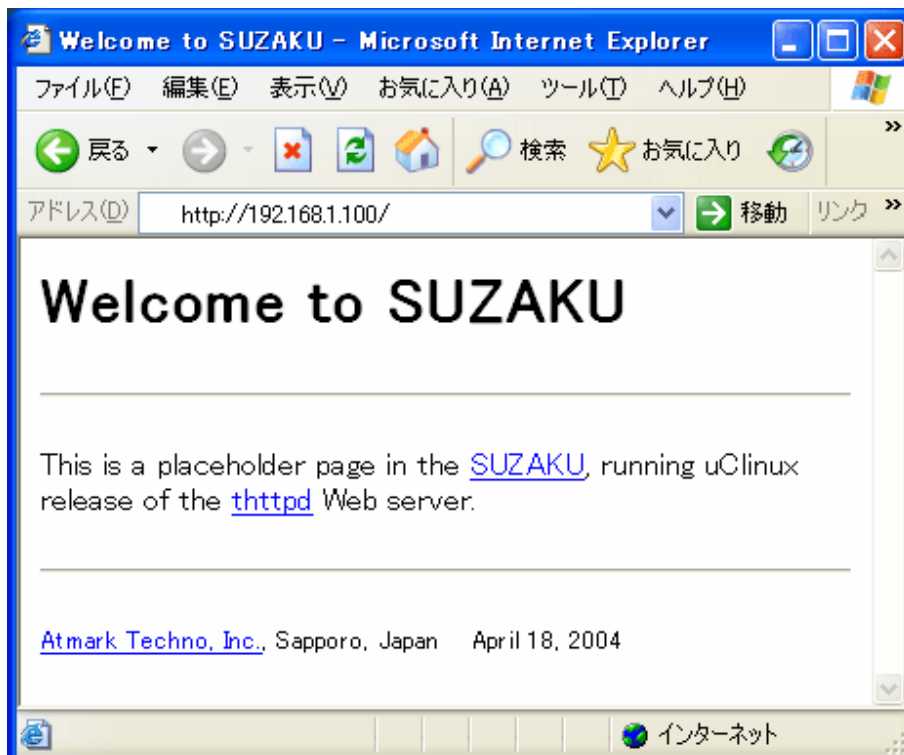 Welcome to SUZAKU - Microsoft Internet Explorer
ファイル(F) 編集(E) 表示(V) お気に入り(A) ツール(T) ヘルプ(H)
戻る 検索 お気に入り »
アドレス(D) http://192.168.1.100/ 移動 リンク »
Welcome to SUZAKU
This is a placeholder page in the SUZAKU, running uClinux
release of the thttpd Web server.
Atmark Techno, Inc., Sapporo, Japan April 18, 2004
インターネット